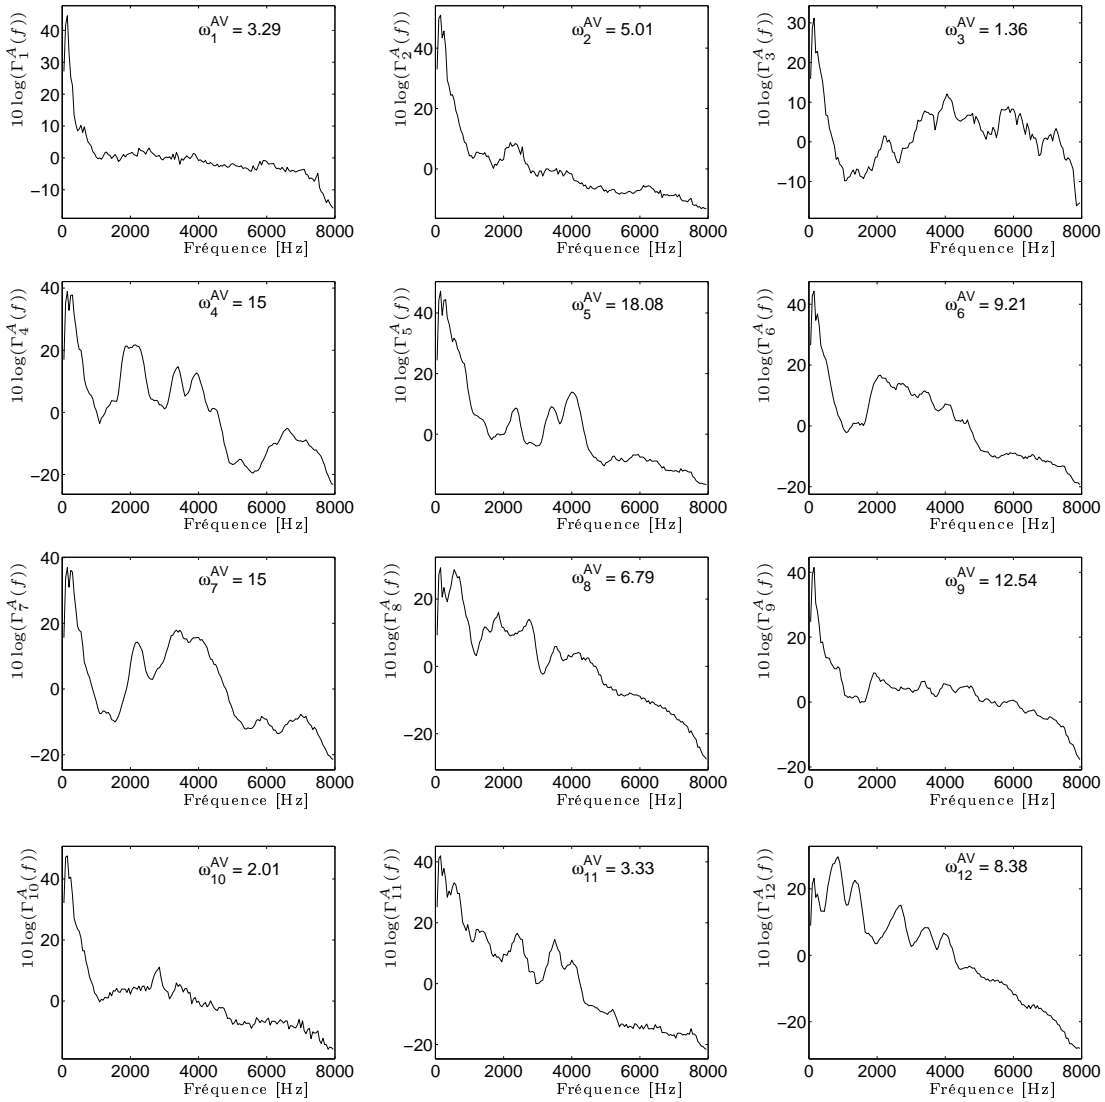 10 log(Γ₁ᴬ(f))
40
30
20
10
0
−10
ω₁ᴬⱽ = 3.29
0 2000 4000 6000 8000
Fréquence [Hz]
10 log(Γ₂ᴬ(f))
40
20
0
ω₂ᴬⱽ = 5.01
0 2000 4000 6000 8000
Fréquence [Hz]
10 log(Γ₃ᴬ(f))
30
20
10
0
−10
ω₃ᴬⱽ = 1.36
0 2000 4000 6000 8000
Fréquence [Hz]
10 log(Γ₄ᴬ(f))
40
20
0
−20
ω₄ᴬⱽ = 15
0 2000 4000 6000 8000
Fréquence [Hz]
10 log(Γ₅ᴬ(f))
40
20
0
ω₅ᴬⱽ = 18.08
0 2000 4000 6000 8000
Fréquence [Hz]
10 log(Γ₆ᴬ(f))
40
20
0
−20
ω₆ᴬⱽ = 9.21
0 2000 4000 6000 8000
Fréquence [Hz]
10 log(Γ₇ᴬ(f))
40
20
0
−20
ω₇ᴬⱽ = 15
0 2000 4000 6000 8000
Fréquence [Hz]
10 log(Γ₈ᴬ(f))
20
0
−20
ω₈ᴬⱽ = 6.79
0 2000 4000 6000 8000
Fréquence [Hz]
10 log(Γ₉ᴬ(f))
40
20
0
−20
ω₉ᴬⱽ = 12.54
0 2000 4000 6000 8000
Fréquence [Hz]
10 log(Γ₁₀ᴬ(f))
40
20
0
ω₁₀ᴬⱽ = 2.01
0 2000 4000 6000 8000
Fréquence [Hz]
10 log(Γ₁₁ᴬ(f))
40
20
0
−20
ω₁₁ᴬⱽ = 3.33
0 2000 4000 6000 8000
Fréquence [Hz]
10 log(Γ₁₂ᴬ(f))
20
0
−20
ω₁₂ᴬⱽ = 8.38
0 2000 4000 6000 8000
Fréquence [Hz]